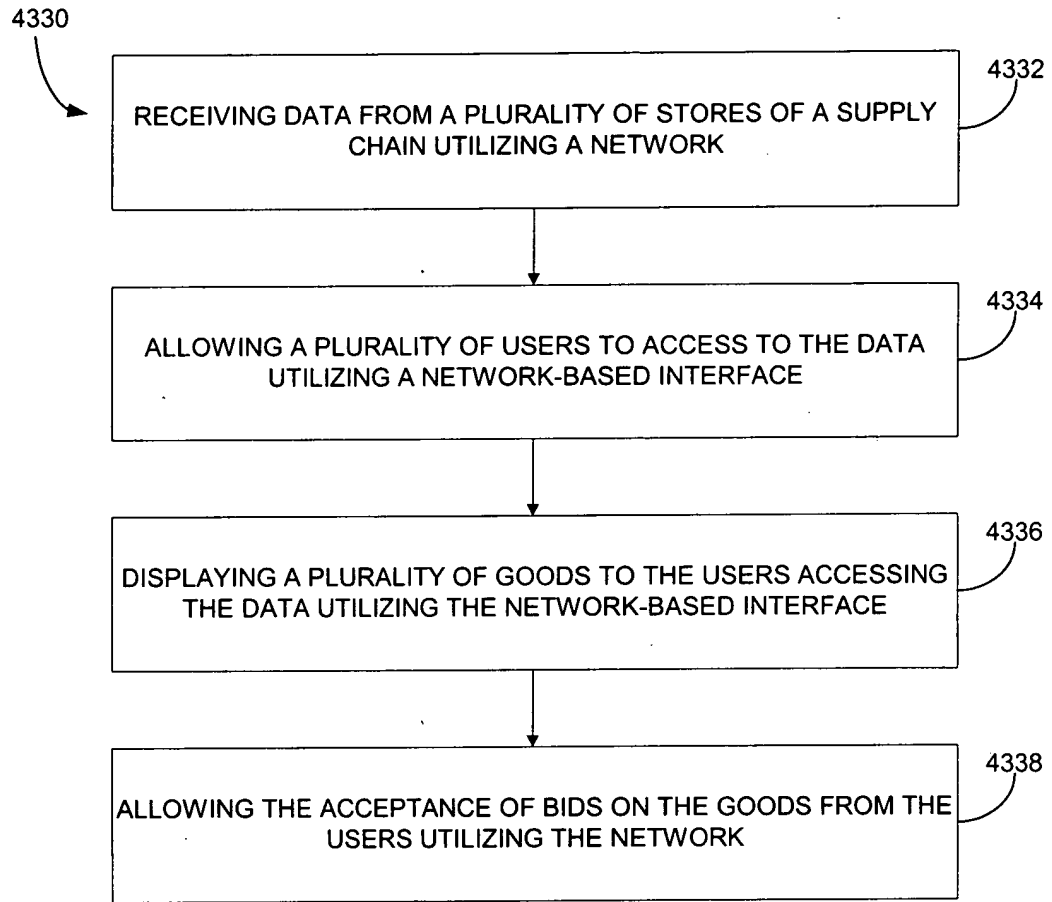 4330
4332
RECEIVING DATA FROM A PLURALITY OF STORES OF A SUPPLY
CHAIN UTILIZING A NETWORK
4334
ALLOWING A PLURALITY OF USERS TO ACCESS TO THE DATA
UTILIZING A NETWORK-BASED INTERFACE
4336
DISPLAYING A PLURALITY OF GOODS TO THE USERS ACCESSING
THE DATA UTILIZING THE NETWORK-BASED INTERFACE
4338
ALLOWING THE ACCEPTANCE OF BIDS ON THE GOODS FROM THE
USERS UTILIZING THE NETWORK